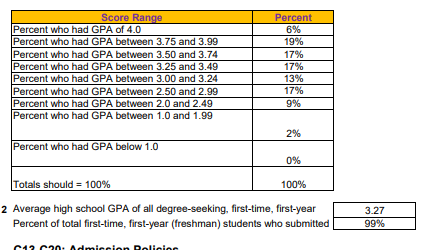 Score Range Percent
Percent who had GPA of 4.0 6%
Percent who had GPA between 3.75 and 3.99 19%
Percent who had GPA between 3.50 and 3.74 17%
Percent who had GPA between 3.25 and 3.49 17%
Percent who had GPA between 3.00 and 3.24 13%
Percent who had GPA between 2.50 and 2.99 17%
Percent who had GPA between 2.0 and 2.49 9%
Percent who had GPA between 1.0 and 1.99
2%
Percent who had GPA below 1.0
0%
Totals should = 100% 100%
2 Average high school GPA of all degree-seeking, first-time, first-year 3.27
Percent of total first-time, first-year (freshman) students who submitted 99%
C13-C20: Admission Policies